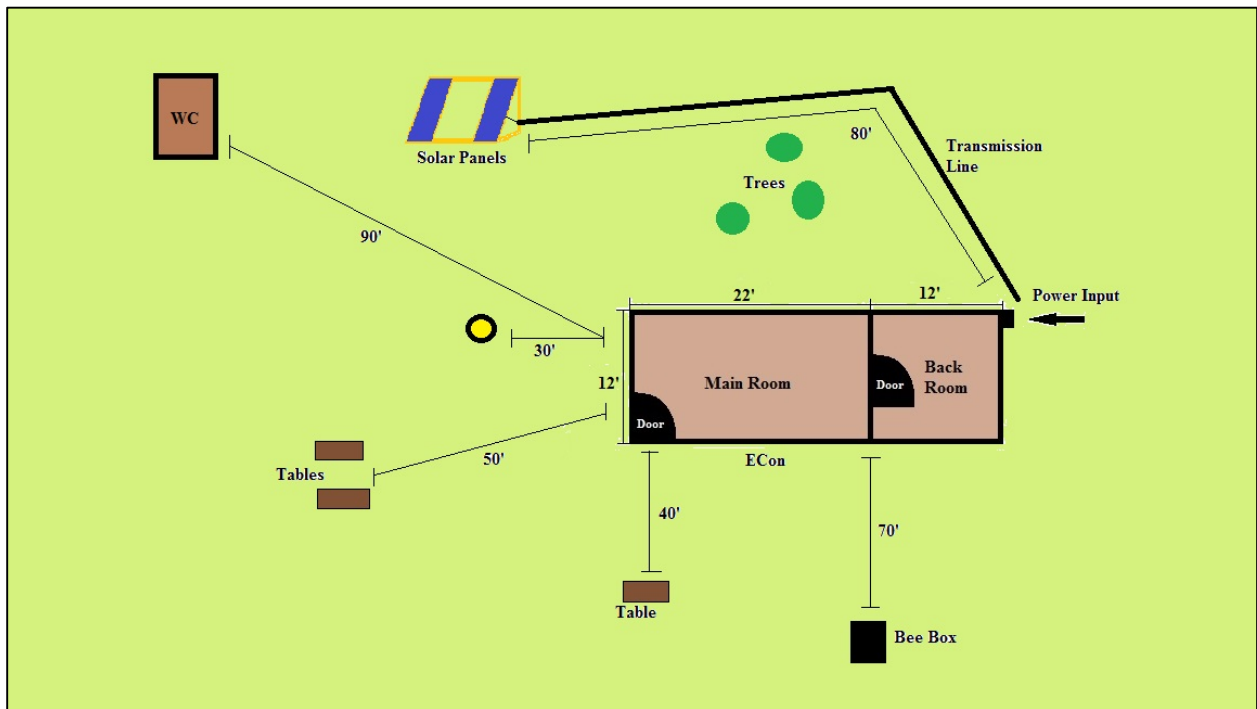 WC
Solar Panels
80'
Transmission
Line
Trees
90'
22'
12'
Power Input
30'
12'
Main Room
Back
Room
Door
Door
50'
Tables
ECon
40'
70'
Table
Bee Box